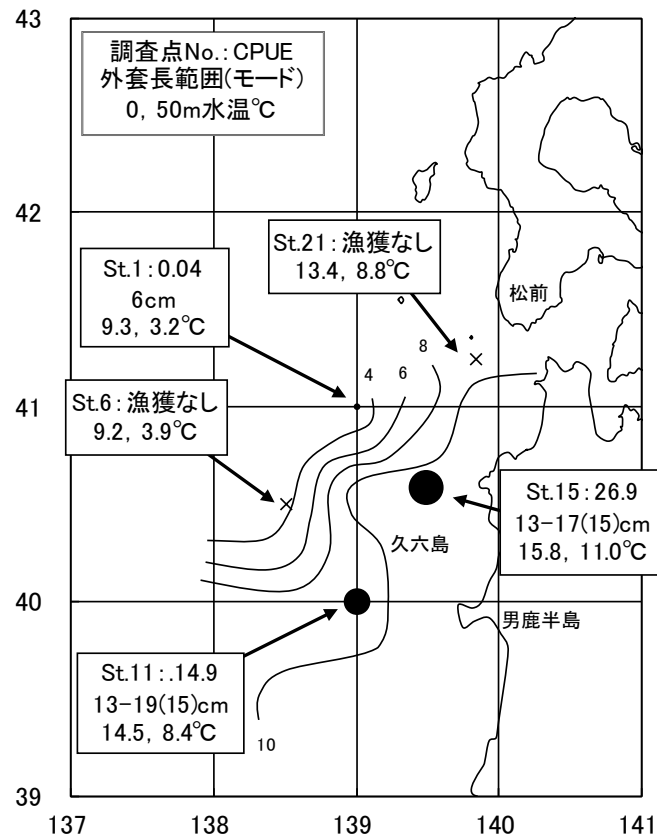 43
調査点No.: CPUE
外套長範囲(モード)
0, 50m水温℃
42
St.21:漁獲なし
13.4, 8.8℃
St.1:0.04
6cm
9.3, 3.2℃
松前
8
4
6
41
St.6:漁獲なし
9.2, 3.9℃
St.15:26.9
13-17(15)cm
15.8, 11.0℃
久六島
40
男鹿半島
St.11:.14.9
13-19(15)cm
14.5, 8.4℃
10
39
137
138
139
140
141